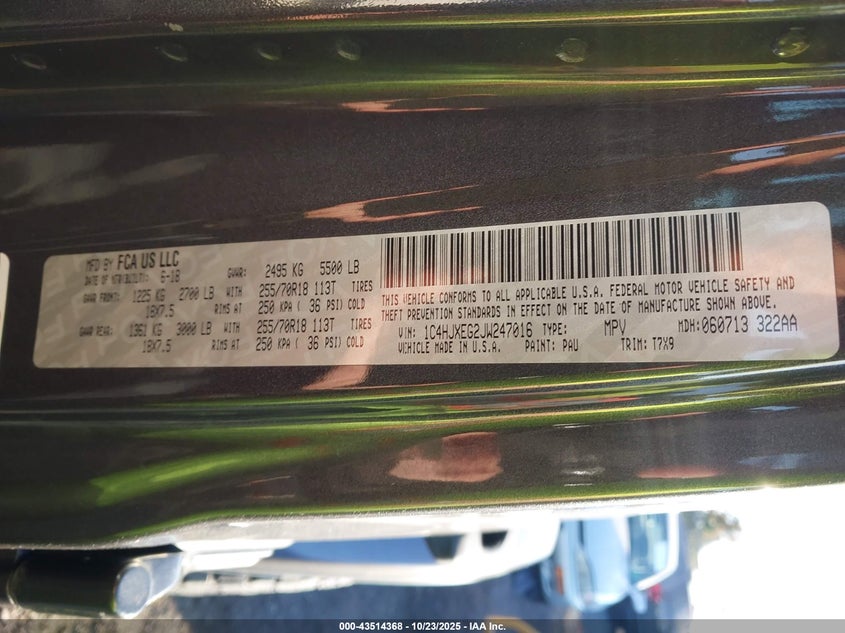 MFD BY FCA US LLC
DATE OF MFR(BUILT): 6-18 GVWR: 2495 KG 5500 LB
GAWR FRONT: 1225 KG 2700 LB WITH 255/70R18 113T TIRES
18X7.5 RIMS AT 250 KPA ( 36 PSI) COLD
GAWR REAR: 1361 KG 3000 LB WITH 255/70R18 113T TIRES
18X7.5 RIMS AT 250 KPA ( 36 PSI) COLD
THIS VEHICLE CONFORMS TO ALL APPLICABLE U.S.A. FEDERAL MOTOR VEHICLE SAFETY AND
THEFT PREVENTION STANDARDS IN EFFECT ON THE DATE OF MANUFACTURE SHOWN ABOVE.
VIN: 1C4HJXEG2JW247016 TYPE: MPV MDH:060713 322AA
VEHICLE MADE IN U.S.A. PAINT: PAU TRIM: T7X9
000-43514368 - 10/23/2025 - IAA Inc.